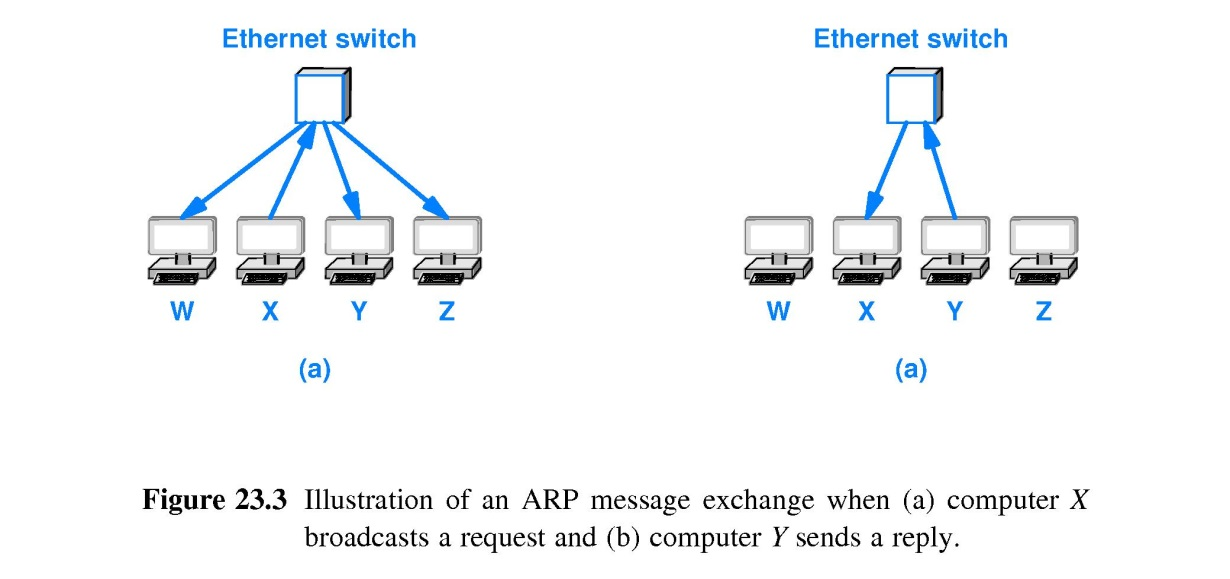 Ethernet switch
Ethernet switch
W X Y Z
W X Y Z
(a)
(a)
Figure 23.3 Illustration of an ARP message exchange when (a) computer X
broadcasts a request and (b) computer Y sends a reply.